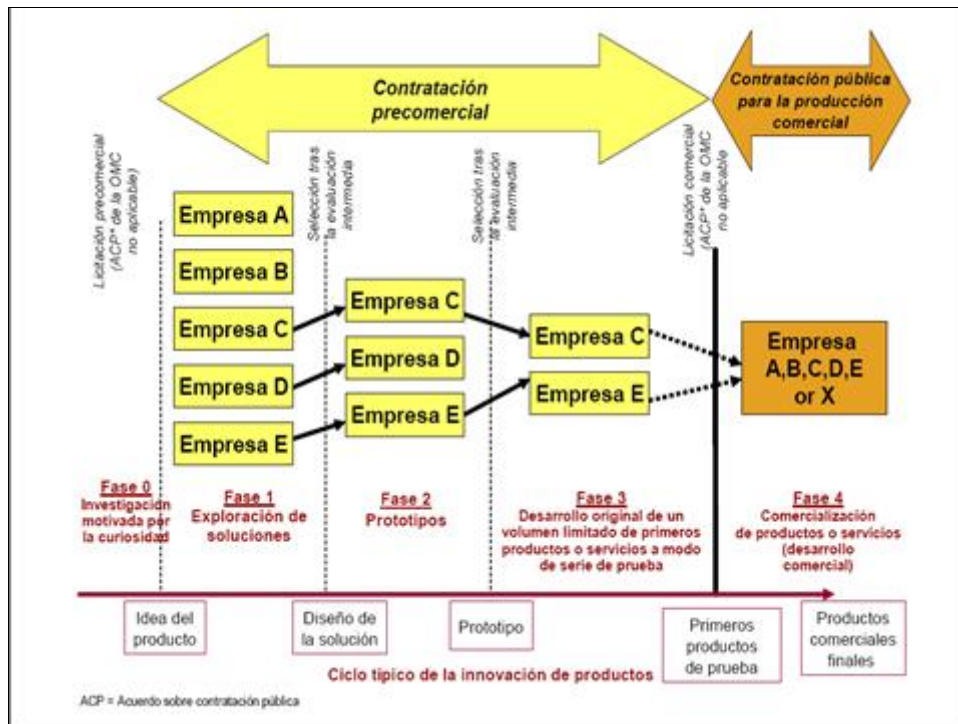 Contratación
precomercial
Contratación pública
para la producción
comercial
Licitación precomercial
(ACP* de la OMC
no aplicable)
Selección tras
la evaluación
intermedia
Selección tras
la evaluación
intermedia
Licitación comercial
(ACP* de la OMC
no aplicable)
Empresa A
Empresa B
Empresa C
Empresa D
Empresa E
Empresa C
Empresa D
Empresa E
Empresa C
Empresa E
Empresa
A,B,C,D,E
or X
Fase 0
Investigación
motivada por
la curiosidad
Fase 1
Exploración de
soluciones
Fase 2
Prototipos
Fase 3
Desarrollo original de un
volumen limitado de primeros
productos o servicios a modo
de serie de prueba
Fase 4
Comercialización
de productos o servicios
(desarrollo
comercial)
Idea del
producto
Diseño de
la solución
Prototipo
Primeros
productos
de prueba
Productos
comerciales
finales
Ciclo típico de la innovación de productos
ACP = Acuerdo sobre contratación pública